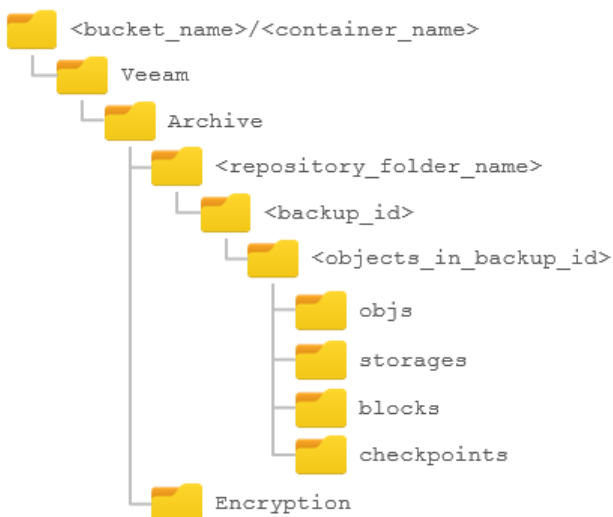 <bucket_name>/<container_name>
Veeam
Archive
<repository_folder_name>
<backup_id>
<objects_in_backup_id>
objs
storages
blocks
checkpoints
Encryption